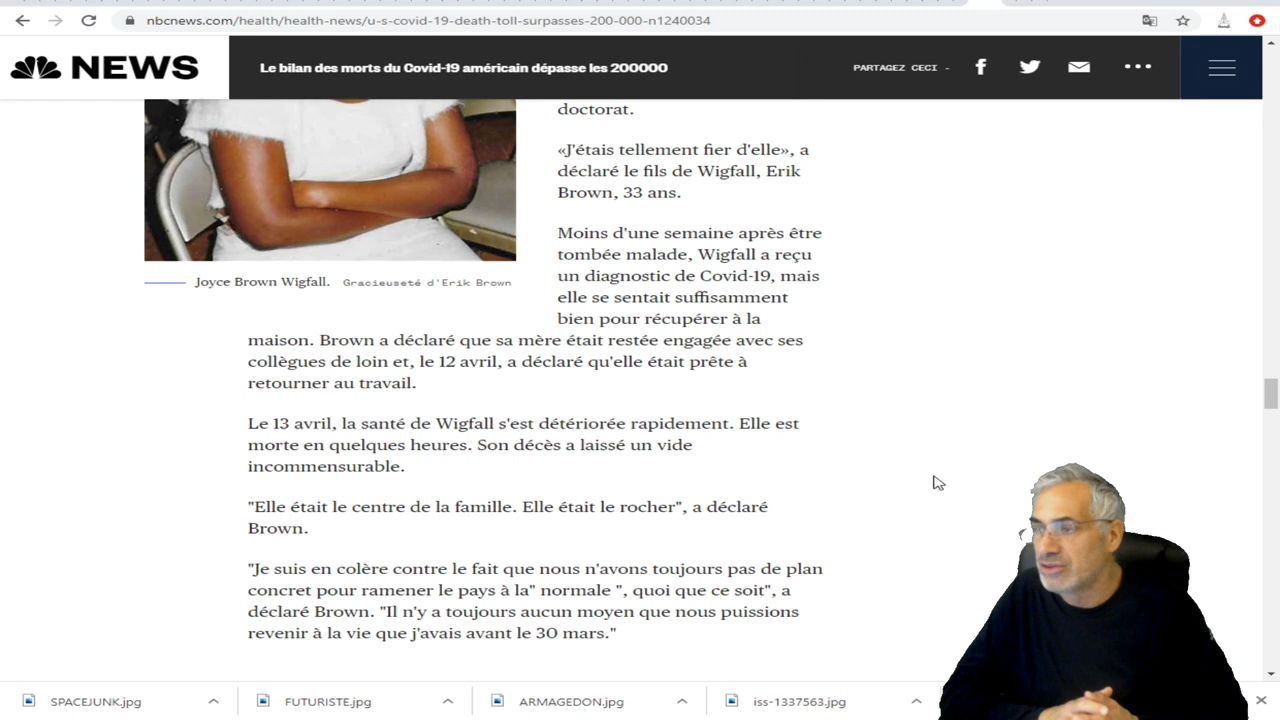 nbcnews.com/health/health-news/u-s-covid-19-death-toll-surpasses-200-000-n1240034
NEWS
Le bilan des morts du Covid-19 américain dépasse les 200000
PARTAGEZ CECI -
doctorat.
«J'étais tellement fier d'elle», a
déclaré le fils de Wigfall, Erik
Brown, 33 ans.
Moins d'une semaine après être
tombée malade, Wigfall a reçu
un diagnostic de Covid-19, mais
elle se sentait suffisamment
bien pour récupérer à la
Joyce Brown Wigfall. Gracieuseté d'Erik Brown
maison. Brown a déclaré que sa mère était restée engagée avec ses
collègues de loin et, le 12 avril, a déclaré qu'elle était prête à
retourner au travail.
Le 13 avril, la santé de Wigfall s'est détériorée rapidement. Elle est
morte en quelques heures. Son décès a laissé un vide
incommensurable.
"Elle était le centre de la famille. Elle était le rocher", a déclaré
Brown.
"Je suis en colère contre le fait que nous n'avons toujours pas de plan
concret pour ramener le pays à la" normale ", quoi que ce soit", a
déclaré Brown. "Il n'y a toujours aucun moyen que nous puissions
revenir à la vie que j'avais avant le 30 mars."
SPACEJUNK.jpg
FUTURISTE.jpg
ARMAGEDON.jpg
iss-1337563.jpg